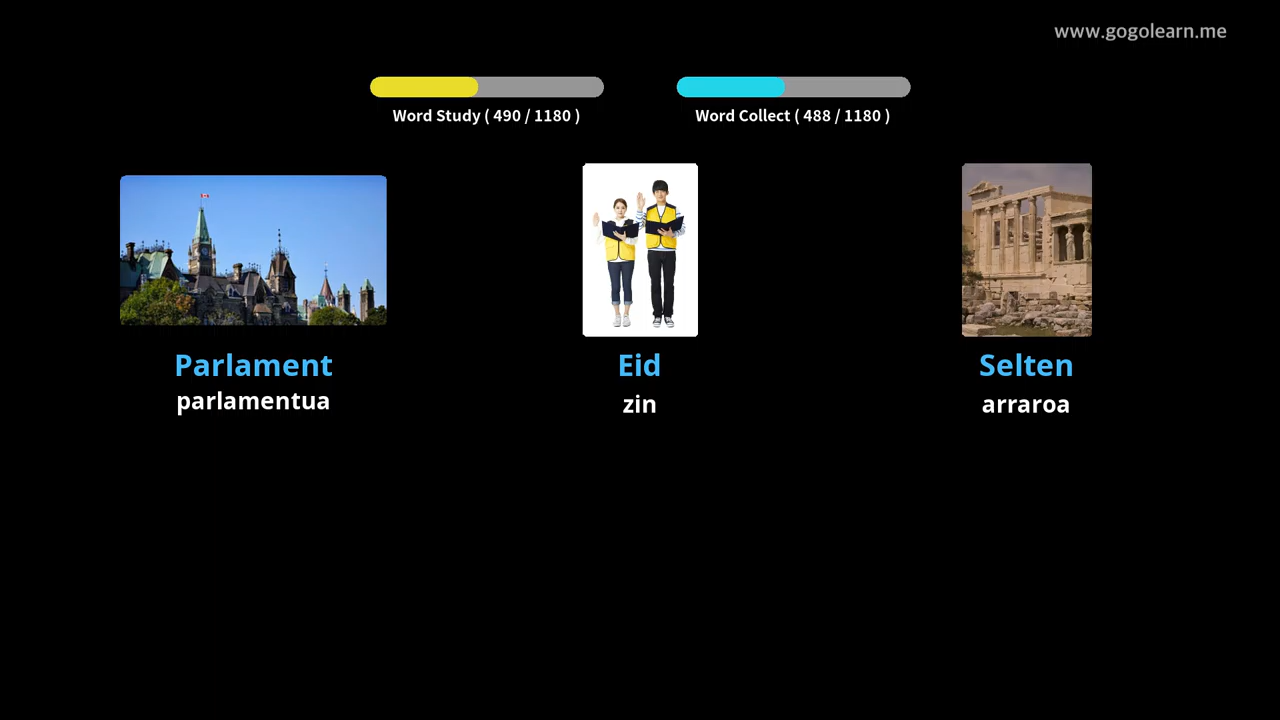 www.gogolearn.me
Word Study ( 490 / 1180 )
Word Collect ( 488 / 1180 )
Parlament
parlamentua
Eid
zin
Selten
arraroa